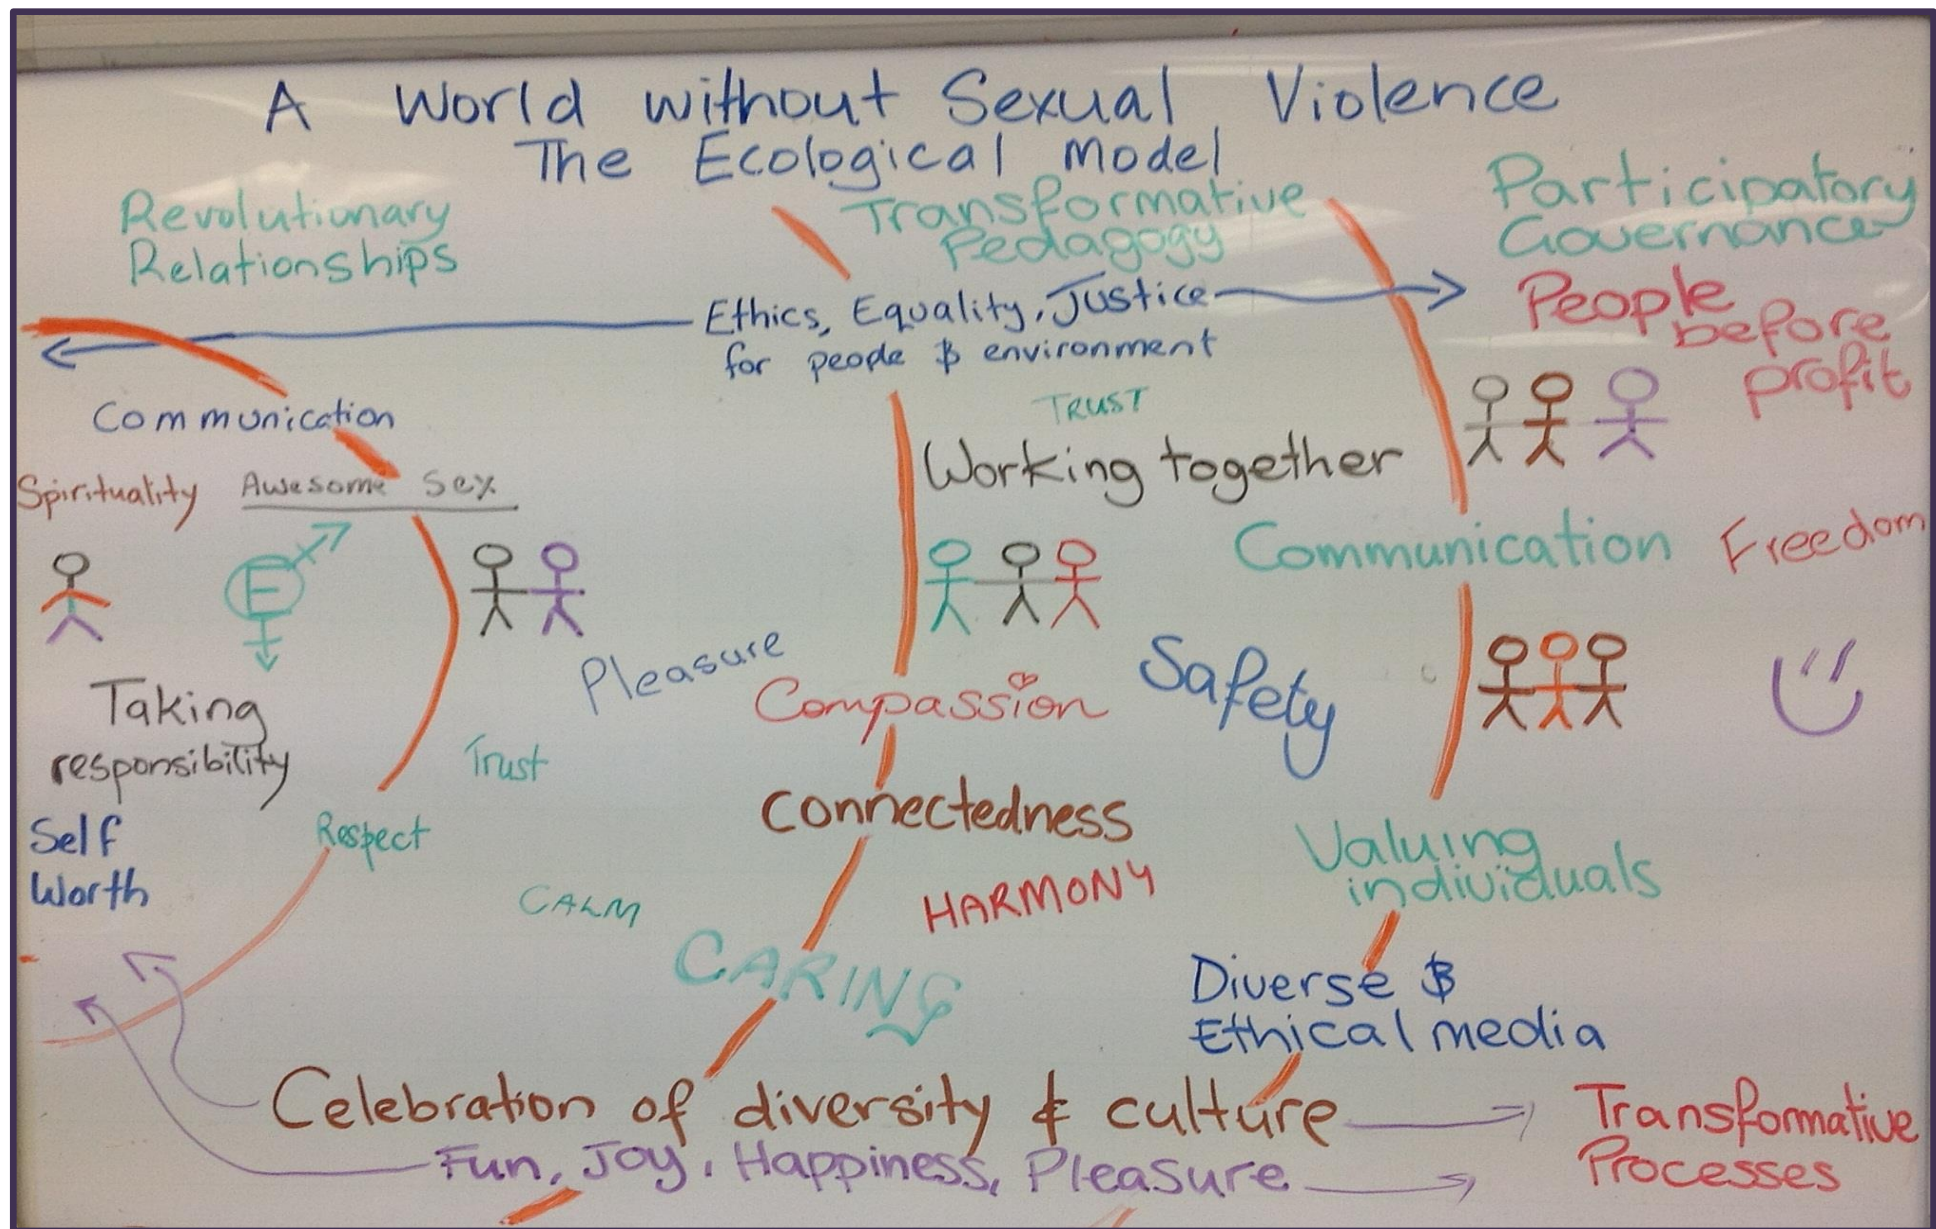 A World without Sexual Violence
The Ecological Model
Revolutionary
Relationships
Transformative
Pedagogy
Participatory
Governance
People
before
profit
Ethics, Equality, Justice
for people & environment
Communication
TRUST
Working together
Spirituality
Awesome Sex
Communication
Freedom
E
Pleasure
Compassion
Safety
Taking
responsibility
Trust
Connectedness
Self
Worth
Respect
Valuing
individuals
CALM
HARMONY
CARING
Diverse &
Ethical media
Celebration of diversity & culture
Transformative
Processes
Fun, Joy, Happiness, Pleasure